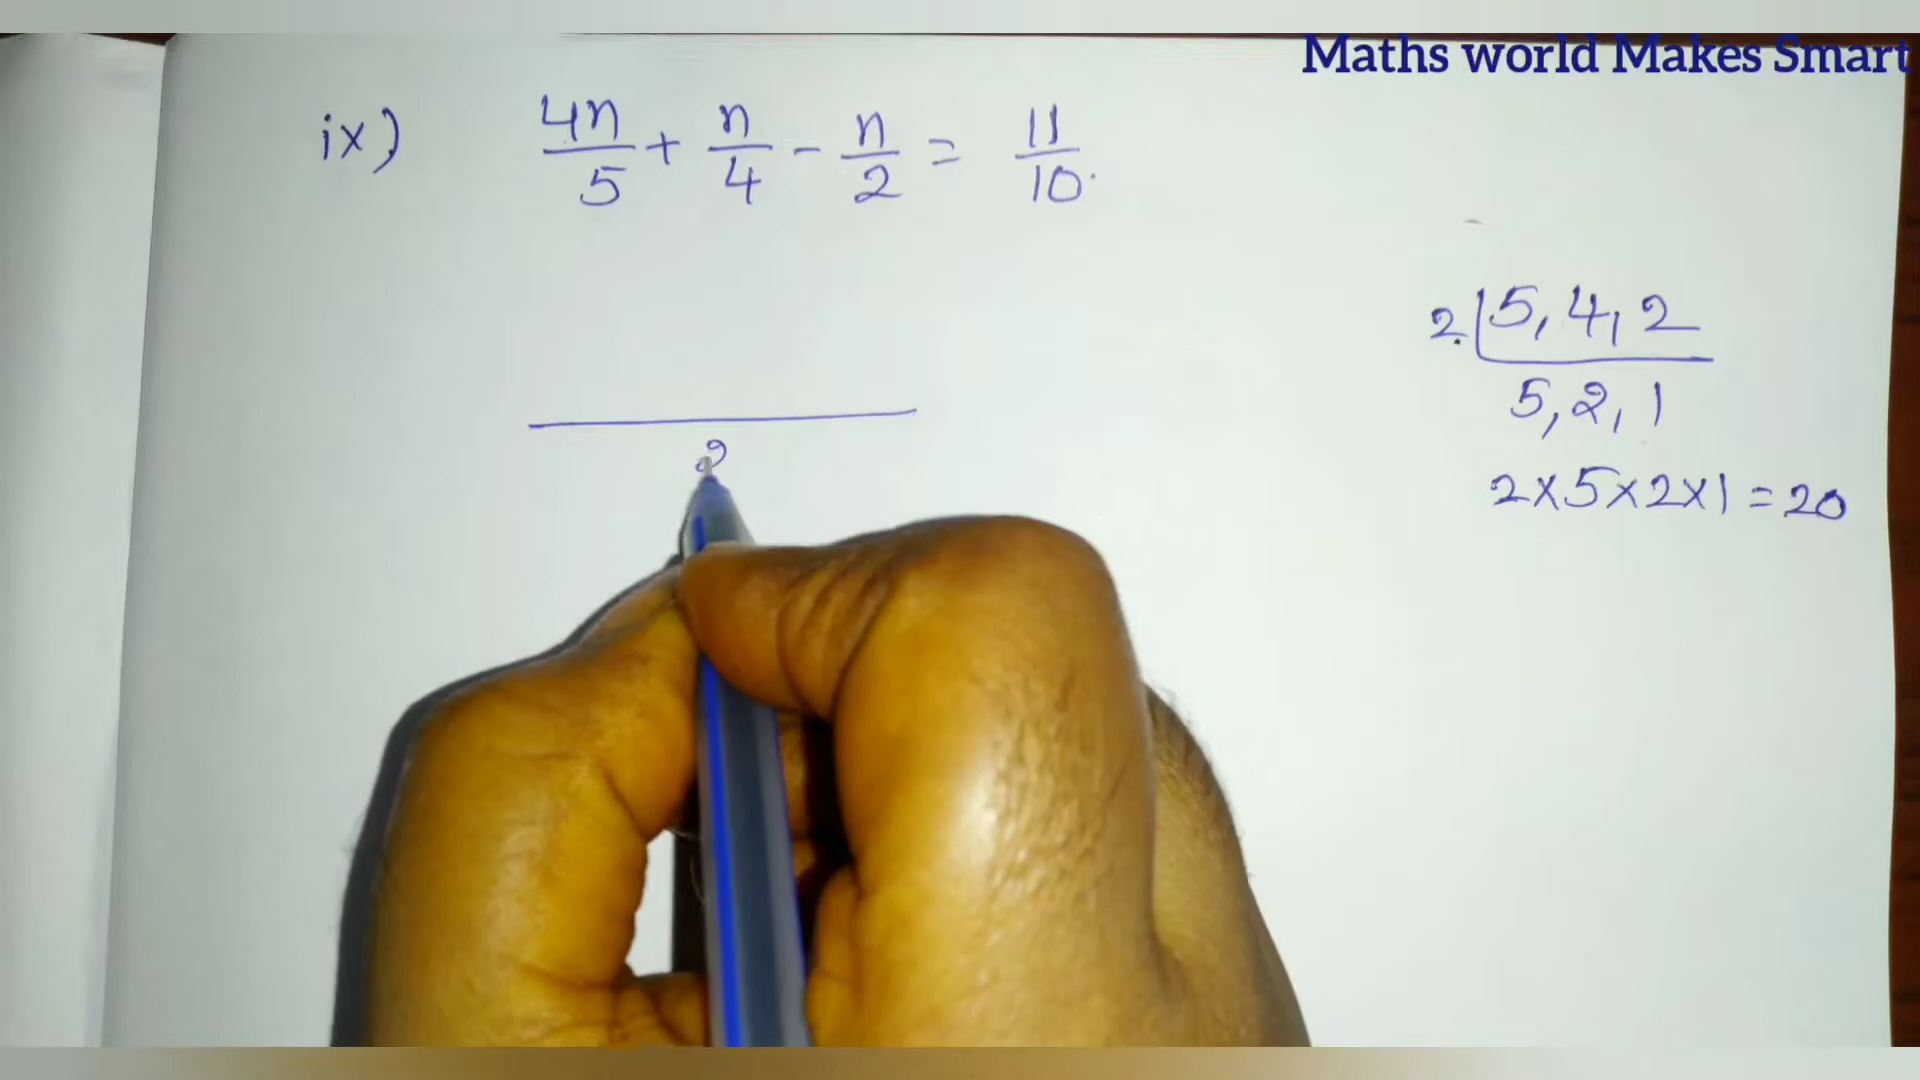 Maths world Makes Smart
ix) 4n/5 + n/4 - n/2 = 11/10.
2 | 5, 4, 2
5, 2, 1
2 x 5 x 2 x 1 = 20
2